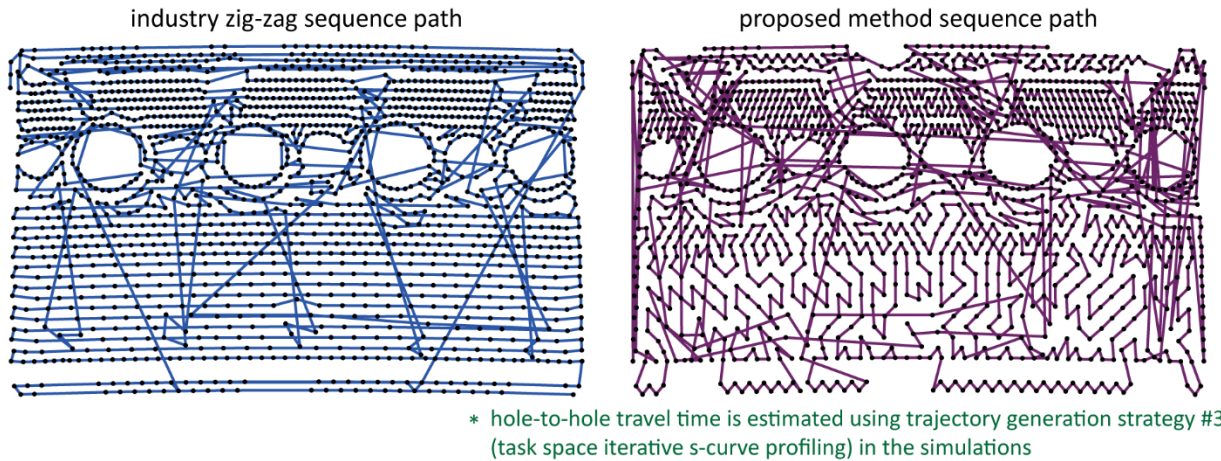 industry zig-zag sequence path
proposed method sequence path
* hole-to-hole travel time is estimated using trajectory generation strategy #3
(task space iterative s-curve profiling) in the simulations